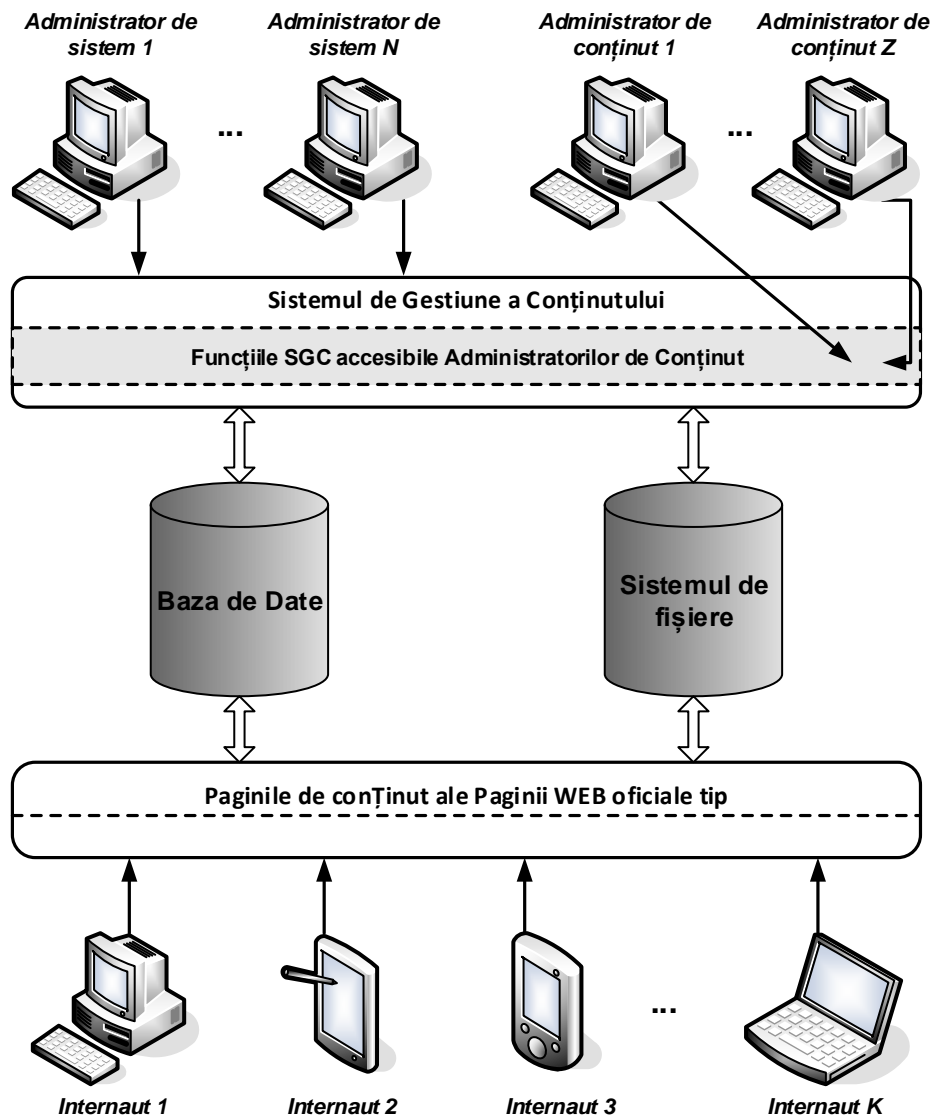 Administrator de
sistem 1
Administrator de
sistem N
Administrator de
conținut 1
Administrator de
conținut Z
...
...
Sistemul de Gestiune a Conținutului
Funcțiile SGC accesibile Administratorilor de Conținut
Baza de Date
Sistemul de
fișiere
Paginile de conȚinut ale Paginii WEB oficiale tip
...
Internaut 1
Internaut 2
Internaut 3
Internaut K